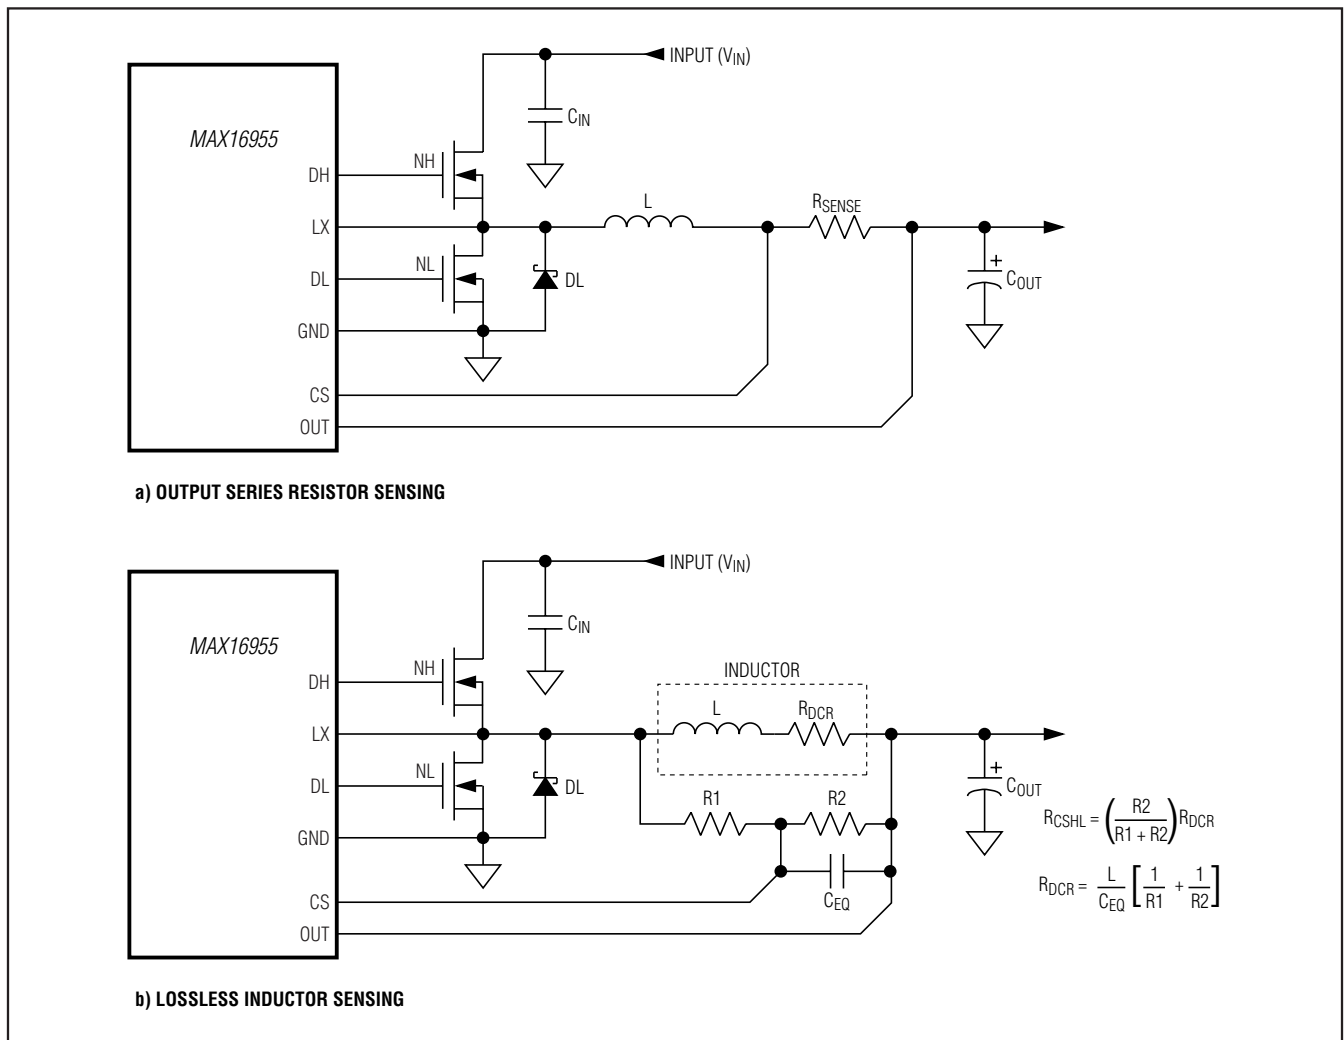 INPUT (VIN)
CIN
MAX16955
NH
DH
L
RSENSE
LX
NL
DL
DL
COUT
+
GND
CS
OUT
a) OUTPUT SERIES RESISTOR SENSING
INPUT (VIN)
CIN
MAX16955
NH
INDUCTOR
DH
L
RDCR
LX
NL
DL
DL
+
COUT
R1
R2
RCSHL = (R2 / (R1 + R2)) RDCR
GND
CEQ
RDCR = L / CEQ [1 / R1 + 1 / R2]
CS
OUT
b) LOSSLESS INDUCTOR SENSING